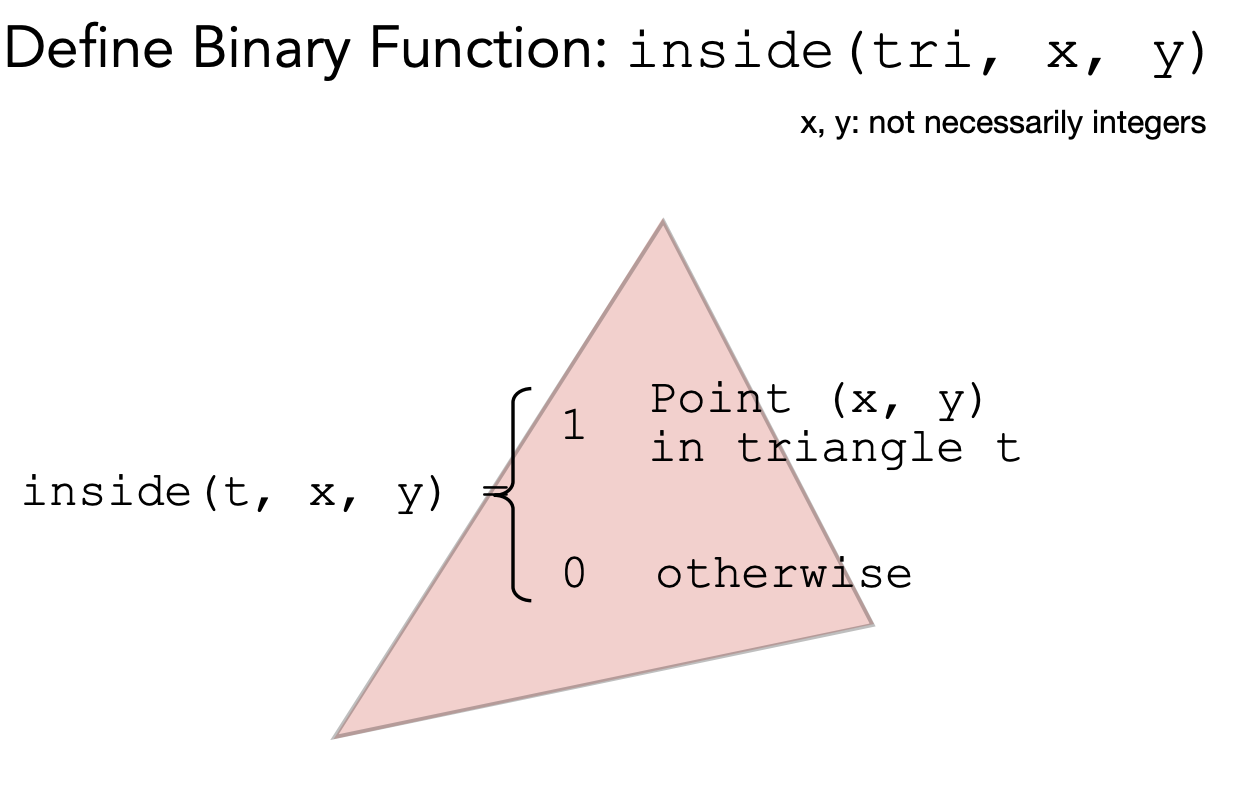 Define Binary Function: inside(tri, x, y)
x, y: not necessarily integers
Point (x, y)
1
in triangle t
inside(t, x, y) =
0 otherwise